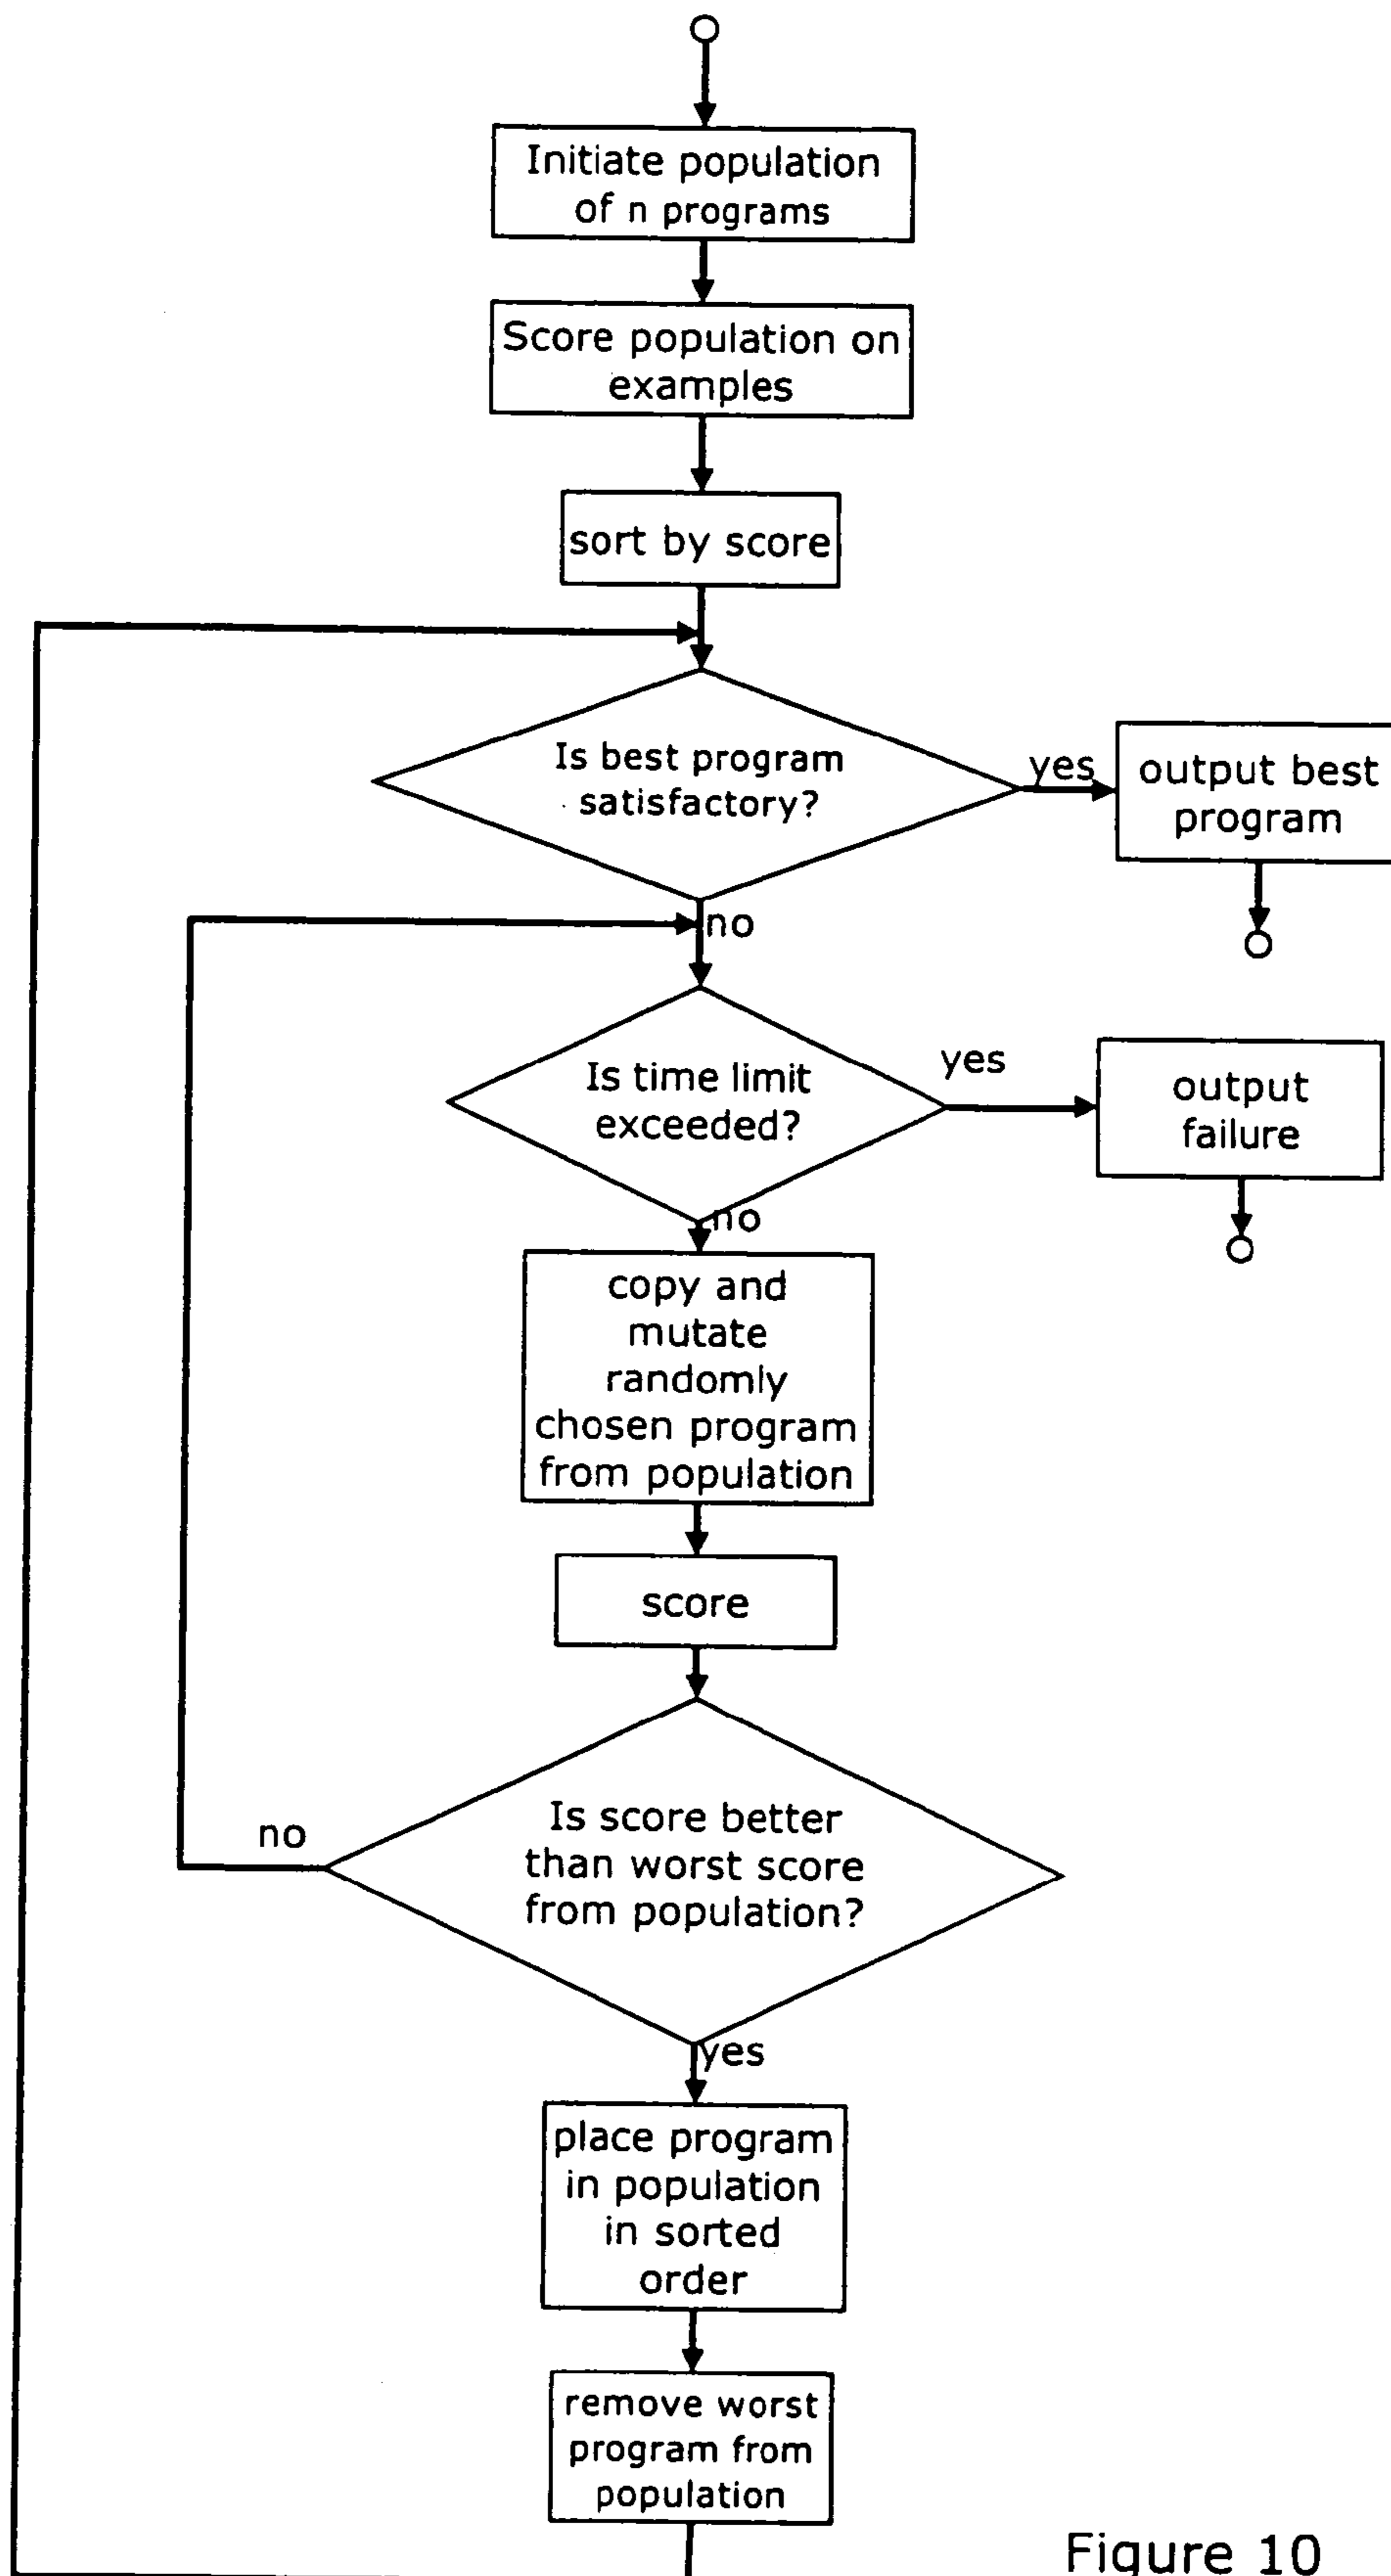 Initiate population
of n programs
Score population on
examples
sort by score
Is best program
satisfactory?
yes
output best
program
no
Is time limit
exceeded?
yes
output
failure
no
copy and
mutate
randomly
chosen program
from population
score
Is score better
than worst score
from population?
no
yes
place program
in population
in sorted
order
remove worst
program from
population
Figure 10